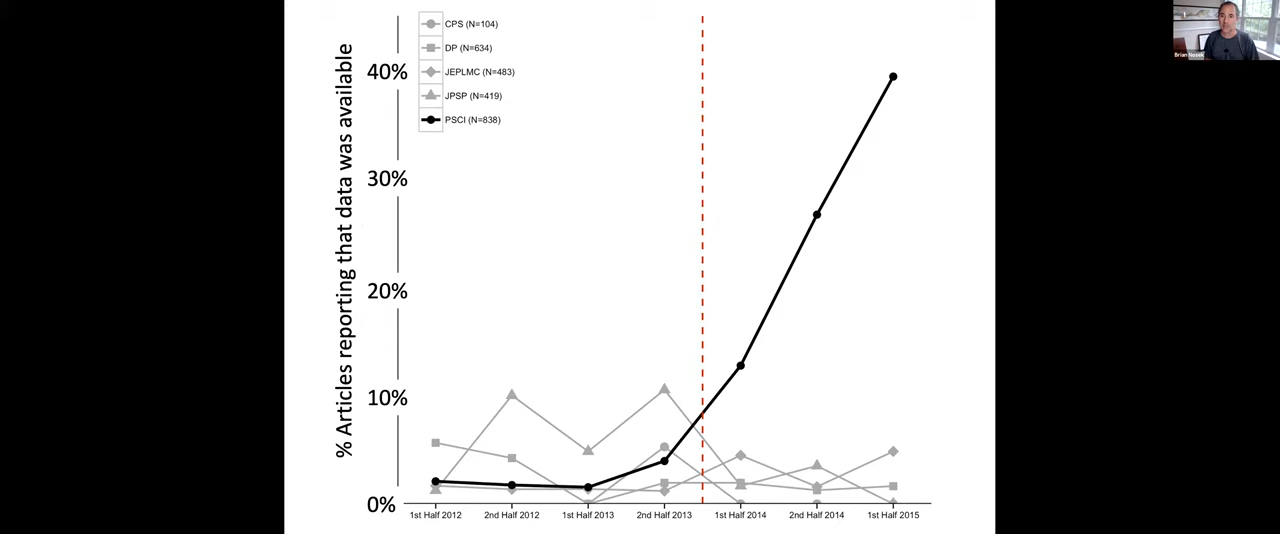 CPS (N=104)
DP (N=634)
JEPLMC (N=483)
JPSP (N=419)
PSCI (N=838)
% Articles reporting that data was available
40%
30%
20%
10%
0%
1st Half 2012
2nd Half 2012
1st Half 2013
2nd Half 2013
1st Half 2014
2nd Half 2014
1st Half 2015
Brian Nosek